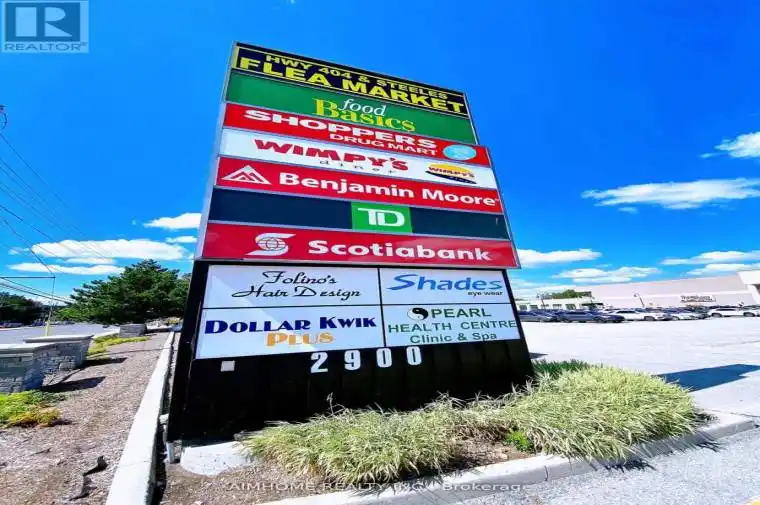 R
REALTOR®
HWY 404 & STEELES
FLEA MARKET
food
Basics
SHOPPERS
DRUG MART
WIMPY'S
diner
WIMPY'S
Benjamin Moore
TD
Scotiabank
Folino's
Hair Design
Shades
eye wear
DOLLAR KWIK
PLUS
PEARL
HEALTH CENTRE
Clinic & Spa
2900
AIMHOME REALTY INC., Brokerage